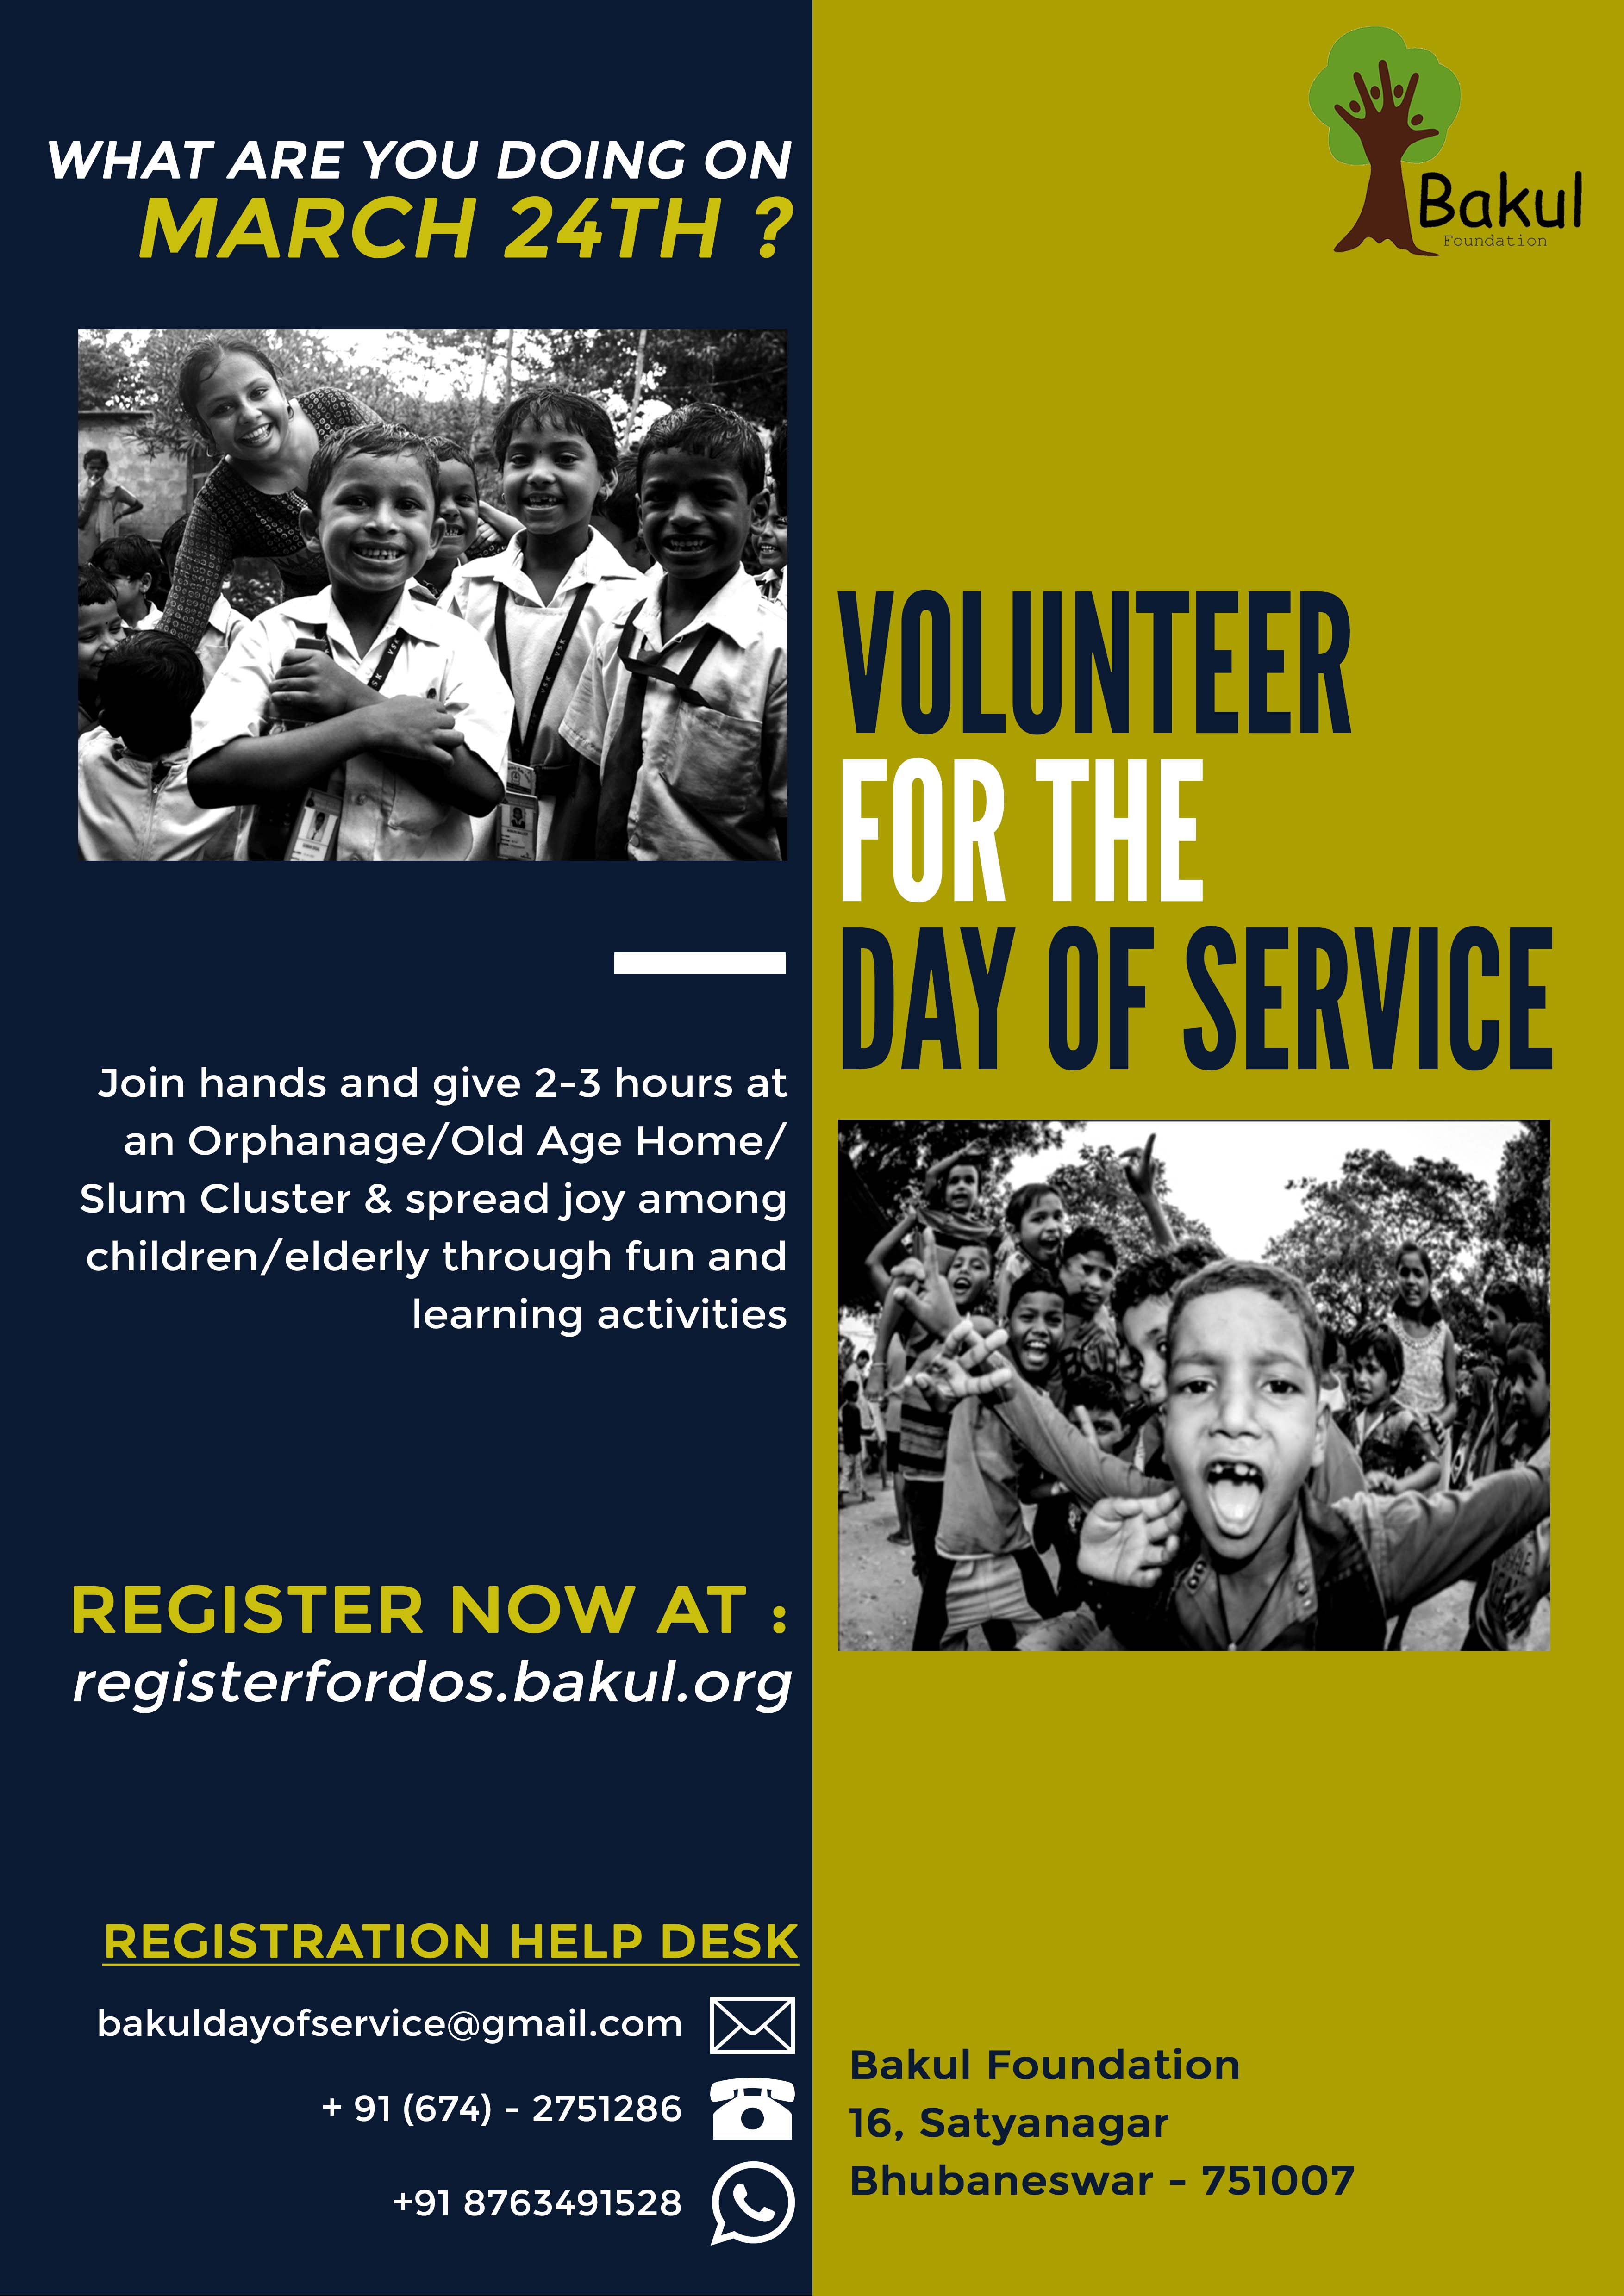 WHAT ARE YOU DOING ON
MARCH 24TH ?
Join hands and give 2-3 hours at
an Orphanage/Old Age Home/
Slum Cluster & spread joy among
children/elderly through fun and
learning activities
REGISTER NOW AT :
registerfordos.bakul.org
REGISTRATION HELP DESK
bakuldayofservice@gmail.com
+ 91 (674) - 2751286
+91 8763491528
Bakul
Foundation
VOLUNTEER
FOR THE
DAY OF SERVICE
Bakul Foundation
16, Satyanagar
Bhubaneswar - 751007